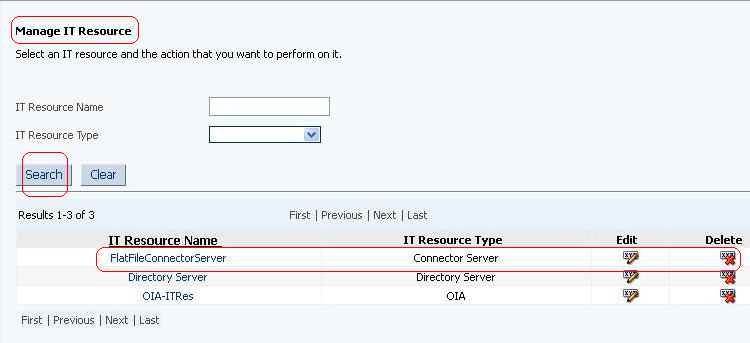 Manage IT Resource
Select an IT resource and the action that you want to perform on it.
IT Resource Name
IT Resource Type
Search Clear
Results 1-3 of 3 First | Previous | Next | Last
IT Resource Name IT Resource Type Edit Delete
FlatFileConnectorServer Connector Server
Directory Server Directory Server
OIA-ITRes OIA
First | Previous | Next | Last